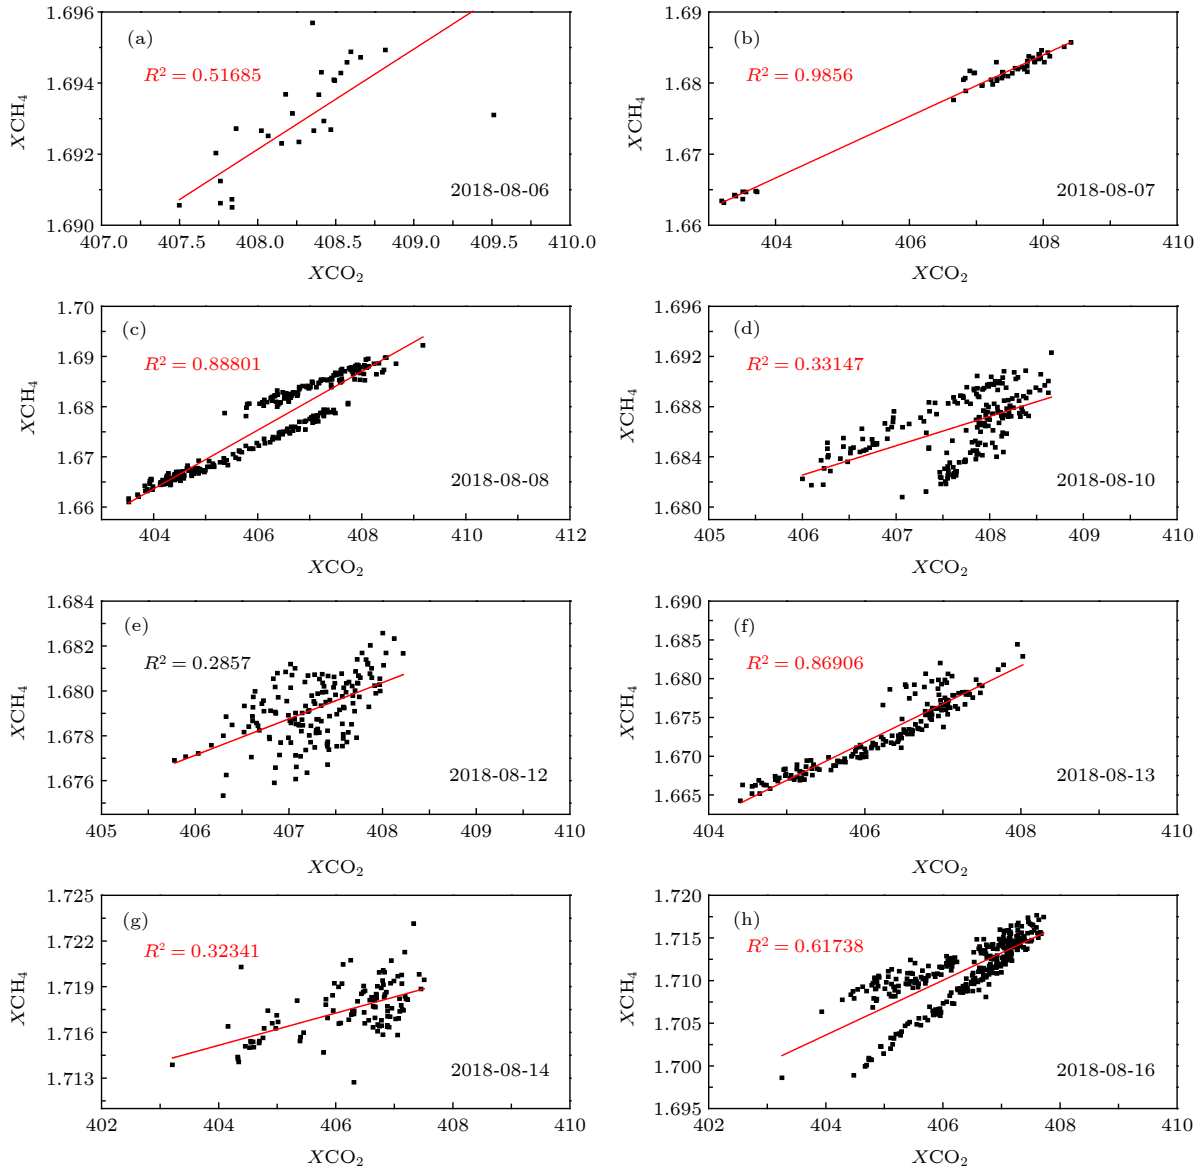 (a)
R² = 0.51685
2018-08-06
XCH₄
1.696
1.694
1.692
1.690
407.0 407.5 408.0 408.5 409.0 409.5 410.0
XCO₂
(b)
R² = 0.9856
2018-08-07
XCH₄
1.69
1.68
1.67
1.66
404 406 408 410
XCO₂
(c)
R² = 0.88801
2018-08-08
XCH₄
1.70
1.69
1.68
1.67
1.66
404 406 408 410 412
XCO₂
(d)
R² = 0.33147
2018-08-10
XCH₄
1.696
1.692
1.688
1.684
1.680
405 406 407 408 409 410
XCO₂
(e)
R² = 0.2857
2018-08-12
XCH₄
1.684
1.682
1.680
1.678
1.676
405 406 407 408 409 410
XCO₂
(f)
R² = 0.86906
2018-08-13
XCH₄
1.690
1.685
1.680
1.675
1.670
1.665
404 406 408 410
XCO₂
(g)
R² = 0.32341
2018-08-14
XCH₄
1.725
1.722
1.719
1.716
1.713
402 404 406 408 410
XCO₂
(h)
R² = 0.61738
2018-08-16
XCH₄
1.720
1.715
1.710
1.705
1.700
1.695
402 404 406 408 410
XCO₂